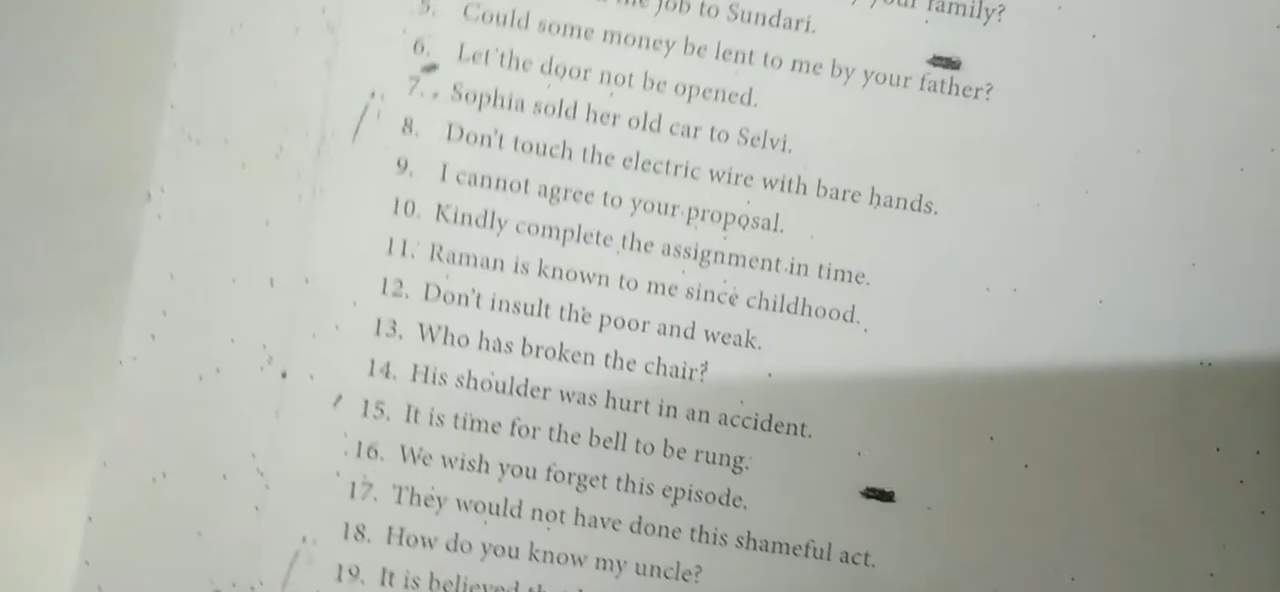 your family?
the job to Sundari.
5. Could some money be lent to me by your father?
6. Let the door not be opened.
7. Sophia sold her old car to Selvi.
8. Don't touch the electric wire with bare hands.
9. I cannot agree to your proposal.
10. Kindly complete the assignment in time.
11. Raman is known to me since childhood.
12. Don't insult the poor and weak.
13. Who has broken the chair?
14. His shoulder was hurt in an accident.
15. It is time for the bell to be rung.
16. We wish you forget this episode.
17. They would not have done this shameful act.
18. How do you know my uncle?
19. It is believed